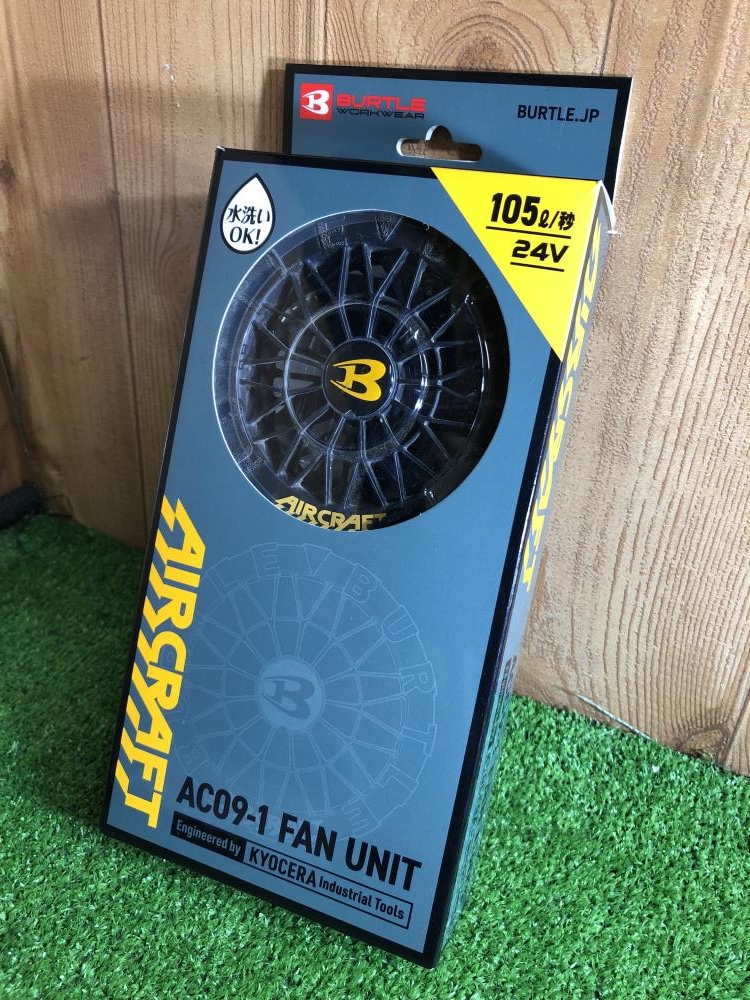 BURTLE
WORKWEAR
BURTLE.JP
水洗い
OK!
105ℓ/秒
24V
B
AIRCRAFT
AIRCRAFT
BURTLE
B
AC09-1 FAN UNIT
Engineered by KYOCERA Industrial Tools